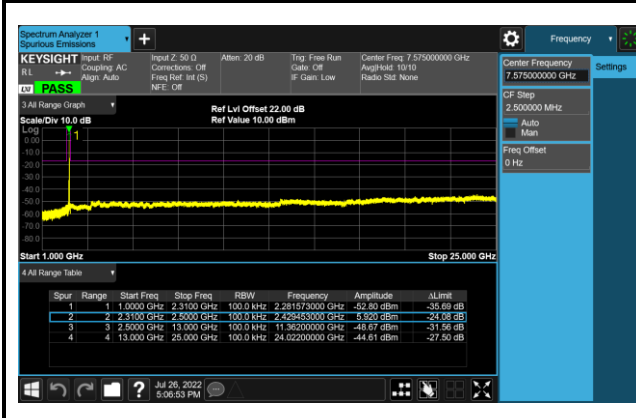 Spectrum Analyzer 1
Spurious Emissions
Frequency
KEYSIGHT
Input: RF
Input Z: 50 Ω
Atten: 20 dB
Trig: Free Run
Center Freq: 7.575000000 GHz
R L
Coupling: AC
Corrections: Off
Gate: Off
Avg|Hold: 10/10
Align: Auto
Freq Ref: Int (S)
IF Gain: Low
Radio Std: None
NFE: Off
LXI
PASS
Center Frequency
7.575000000 GHz
Settings
CF Step
2.500000 MHz
Auto
Man
Freq Offset
0 Hz
3 All Range Graph
Ref Lvl Offset 22.00 dB
Scale/Div 10.0 dB
Ref Value 10.00 dBm
Log
1
0.00
-10.0
-20.0
-30.0
-40.0
-50.0
-60.0
-70.0
-80.0
Start 1.000 GHz
Stop 25.000 GHz
4 All Range Table
Spur Range Start Freq Stop Freq RBW Frequency Amplitude ΔLimit
1 1 1.0000 GHz 2.3100 GHz 100.0 kHz 2.281573000 GHz -52.80 dBm -35.69 dB
2 2 2.3100 GHz 2.5000 GHz 100.0 kHz 2.429453000 GHz 5.920 dBm -24.08 dB
3 3 2.5000 GHz 13.000 GHz 100.0 kHz 11.36200000 GHz -48.67 dBm -31.56 dB
4 4 13.000 GHz 25.000 GHz 100.0 kHz 24.02200000 GHz -44.61 dBm -27.50 dB
Jul 26, 2022
5:06:53 PM